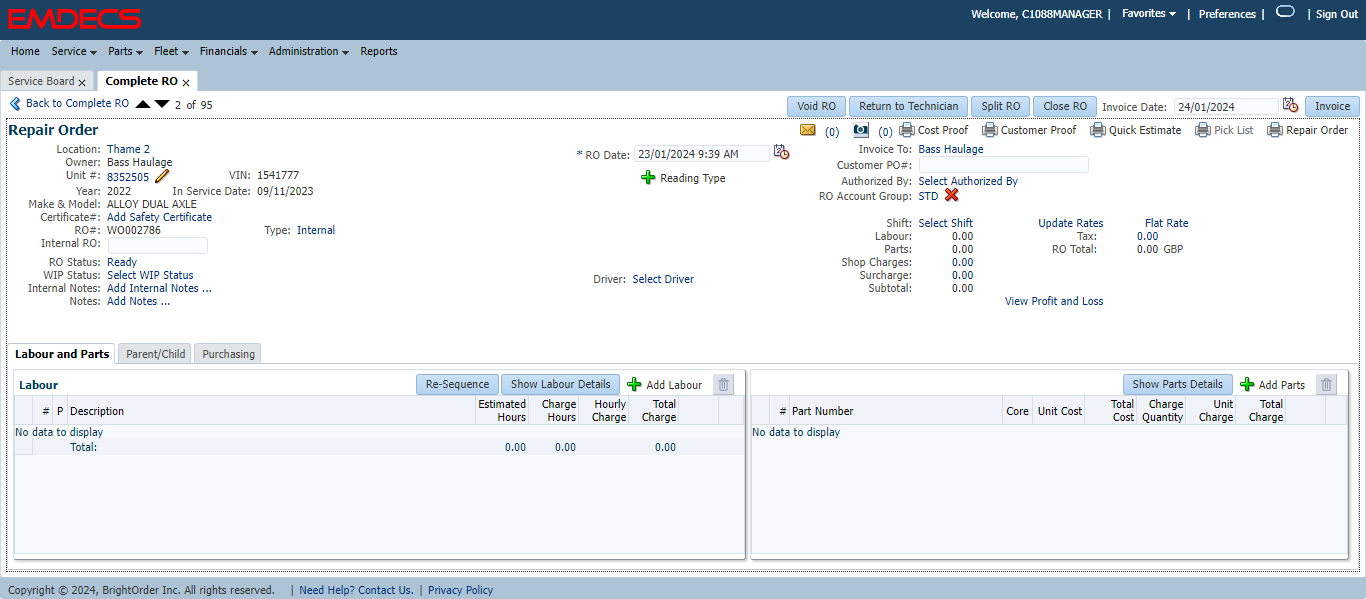 EMDECS
Welcome, C1088MANAGER | Favorites | Preferences | | Sign Out
Home Service Parts Fleet Financials Administration Reports
Service Board Complete RO
Back to Complete RO 2 of 95 Void RO Return to Technician Split RO Close RO Invoice Date: 24/01/2024 Invoice
Repair Order (0) (0) Cost Proof Customer Proof Quick Estimate Pick List Repair Order
Location: Thame 2 * RO Date: 23/01/2024 9:39 AM Invoice To: Bass Haulage
Owner: Bass Haulage Customer PO#:
Unit #: 8352505 VIN: 1541777 Reading Type Authorized By: Select Authorized By
Year: 2022 In Service Date: 09/11/2023 RO Account Group: STD
Make & Model: ALLOY DUAL AXLE
Certificate#: Add Safety Certificate Shift: Select Shift Update Rates Flat Rate
RO#: WO002786 Type: Internal Labour: 0.00 Tax: 0.00
Internal RO: Parts: 0.00 RO Total: 0.00 GBP
RO Status: Ready Shop Charges: 0.00
WIP Status: Select WIP Status Driver: Select Driver Surcharge: 0.00
Internal Notes: Add Internal Notes ... Subtotal: 0.00
Notes: Add Notes ... View Profit and Loss
Labour and Parts Parent/Child Purchasing
Labour Re-Sequence Show Labour Details Add Labour Show Parts Details Add Parts
# P Description Estimated Hours Charge Hours Hourly Charge Total Charge # Part Number Core Unit Cost Total Cost Charge Quantity Unit Charge Total Charge
No data to display No data to display
Total: 0.00 0.00 0.00
Copyright © 2024, BrightOrder Inc. All rights reserved. | Need Help? Contact Us. | Privacy Policy